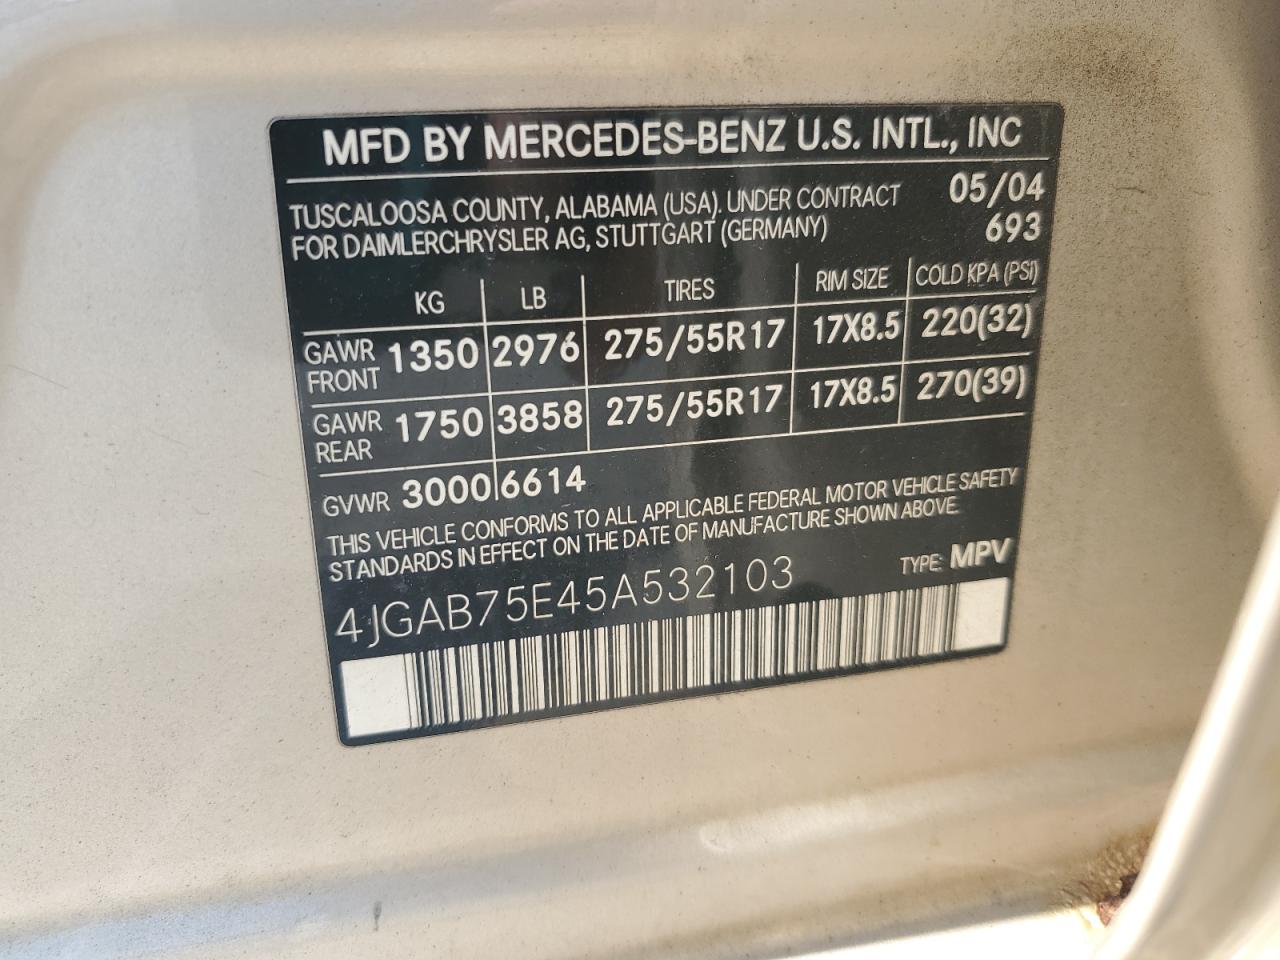 MFD BY MERCEDES-BENZ U.S. INTL., INC
TUSCALOOSA COUNTY, ALABAMA (USA). UNDER CONTRACT 05/04
FOR DAIMLERCHRYSLER AG, STUTTGART (GERMANY) 693
KG LB TIRES RIM SIZE COLD KPA (PSI)
GAWR FRONT 1350 2976 275/55R17 17X8.5 220(32)
GAWR REAR 1750 3858 275/55R17 17X8.5 270(39)
GVWR 3000 6614
THIS VEHICLE CONFORMS TO ALL APPLICABLE FEDERAL MOTOR VEHICLE SAFETY
STANDARDS IN EFFECT ON THE DATE OF MANUFACTURE SHOWN ABOVE.
4JGAB75E45A532103 TYPE: MPV